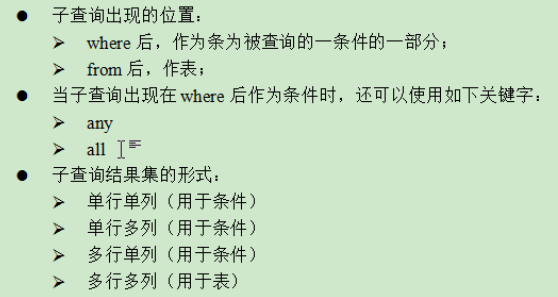 ● 子查询出现的位置：
➢ where 后，作为条为被查询的一条件的一部分；
➢ from 后，作表；
● 当子查询出现在 where 后作为条件时，还可以使用如下关键字：
➢ any
➢ all
● 子查询结果集的形式：
➢ 单行单列（用于条件）
➢ 单行多列（用于条件）
➢ 多行单列（用于条件）
➢ 多行多列（用于表）